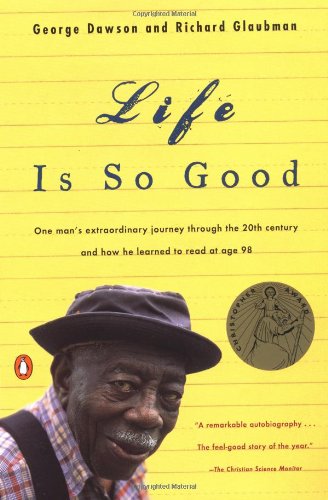 George Dawson and Richard Glaubman
Life
Is So Good
One man's extraordinary journey through the 20th century
and how he learned to read at age 98
CHRISTOPHER AWARD
"A remarkable autobiography . . .
The feel-good story of the year."
—The Christian Science Monitor